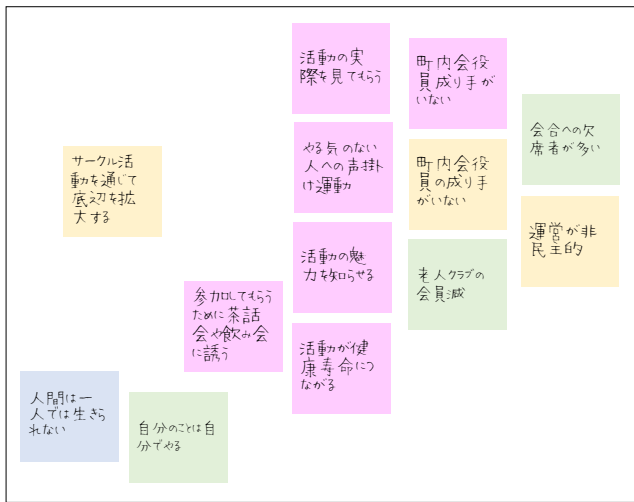 活動の実
際を見てもらう
町内会役
員成り手が
いない
会合への欠
席者が多い
サークル活
動を通じて
底辺を拡
大する
やる気のない
人への声掛
け運動
町内会役
員の成り手
がいない
運営が非
民主的
活動の魅
力を知らせる
老人クラブの
会員減
参加してもらう
ために茶話
会や飲み会
に誘う
活動が健
康寿命につ
ながる
人間は一
人では生きら
れない
自分のことは自
分でやる